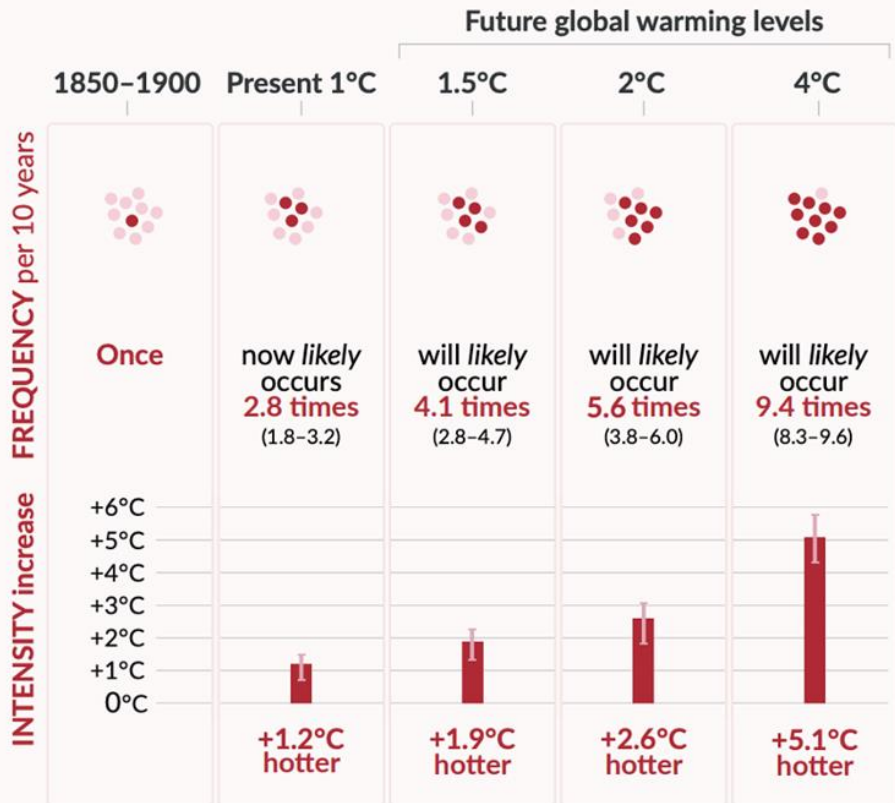 Future global warming levels
1850–1900 Present 1°C 1.5°C 2°C 4°C
FREQUENCY per 10 years
Once
now likely
occurs
2.8 times
(1.8–3.2)
will likely
occur
4.1 times
(2.8–4.7)
will likely
occur
5.6 times
(3.8–6.0)
will likely
occur
9.4 times
(8.3–9.6)
INTENSITY increase
+6°C
+5°C
+4°C
+3°C
+2°C
+1°C
0°C
+1.2°C
hotter
+1.9°C
hotter
+2.6°C
hotter
+5.1°C
hotter